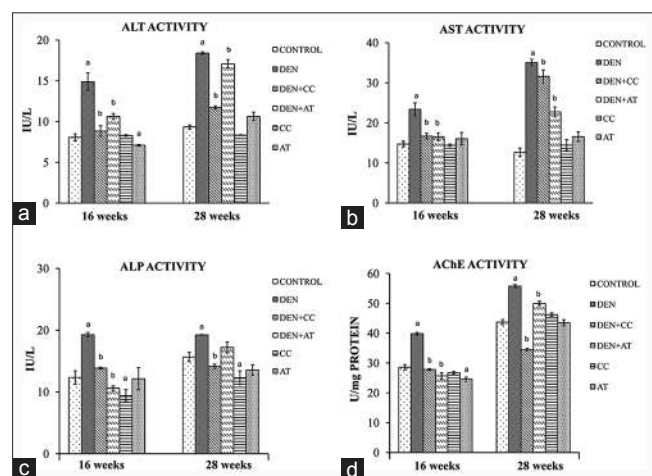 ALT ACTIVITY
20
15
10
5
0
IU/L
a
b
b
a
a
b
b
16 weeks
28 weeks
CONTROL
DEN
DEN+CC
DEN+AT
CC
AT
a
AST ACTIVITY
50
40
30
20
10
0
IU/L
a
b
b
a
b
b
16 weeks
28 weeks
CONTROL
DEN
DEN+CC
DEN+AT
CC
AT
b
ALP ACTIVITY
30
20
10
0
IU/L
a
b
b
a
a
b
a
16 weeks
28 weeks
CONTROL
DEN
DEN+CC
DEN+AT
CC
AT
c
AChE ACTIVITY
60
50
40
30
20
10
0
U/mg PROTEIN
a
b
b
a
a
b
b
16 weeks
28 weeks
CONTROL
DEN
DEN+CC
DEN+AT
CC
AT
d